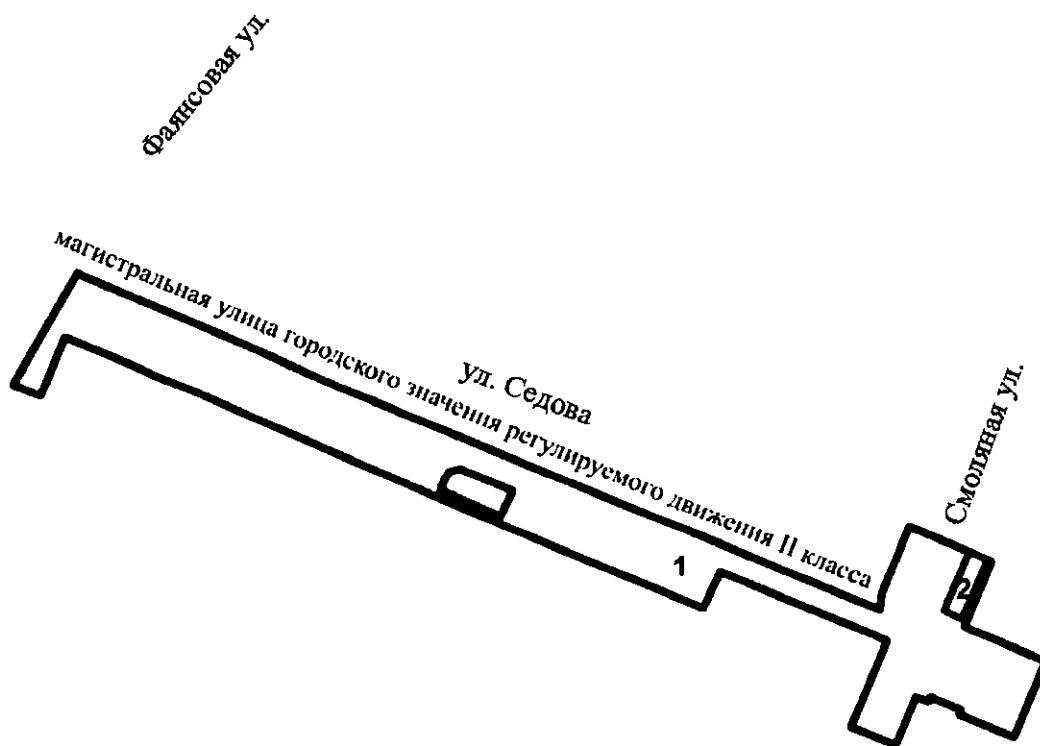 Фаянсовая ул.
магистральная улица городского значения регулируемого движения II класса
ул. Седова
Смоляная ул.
1
2